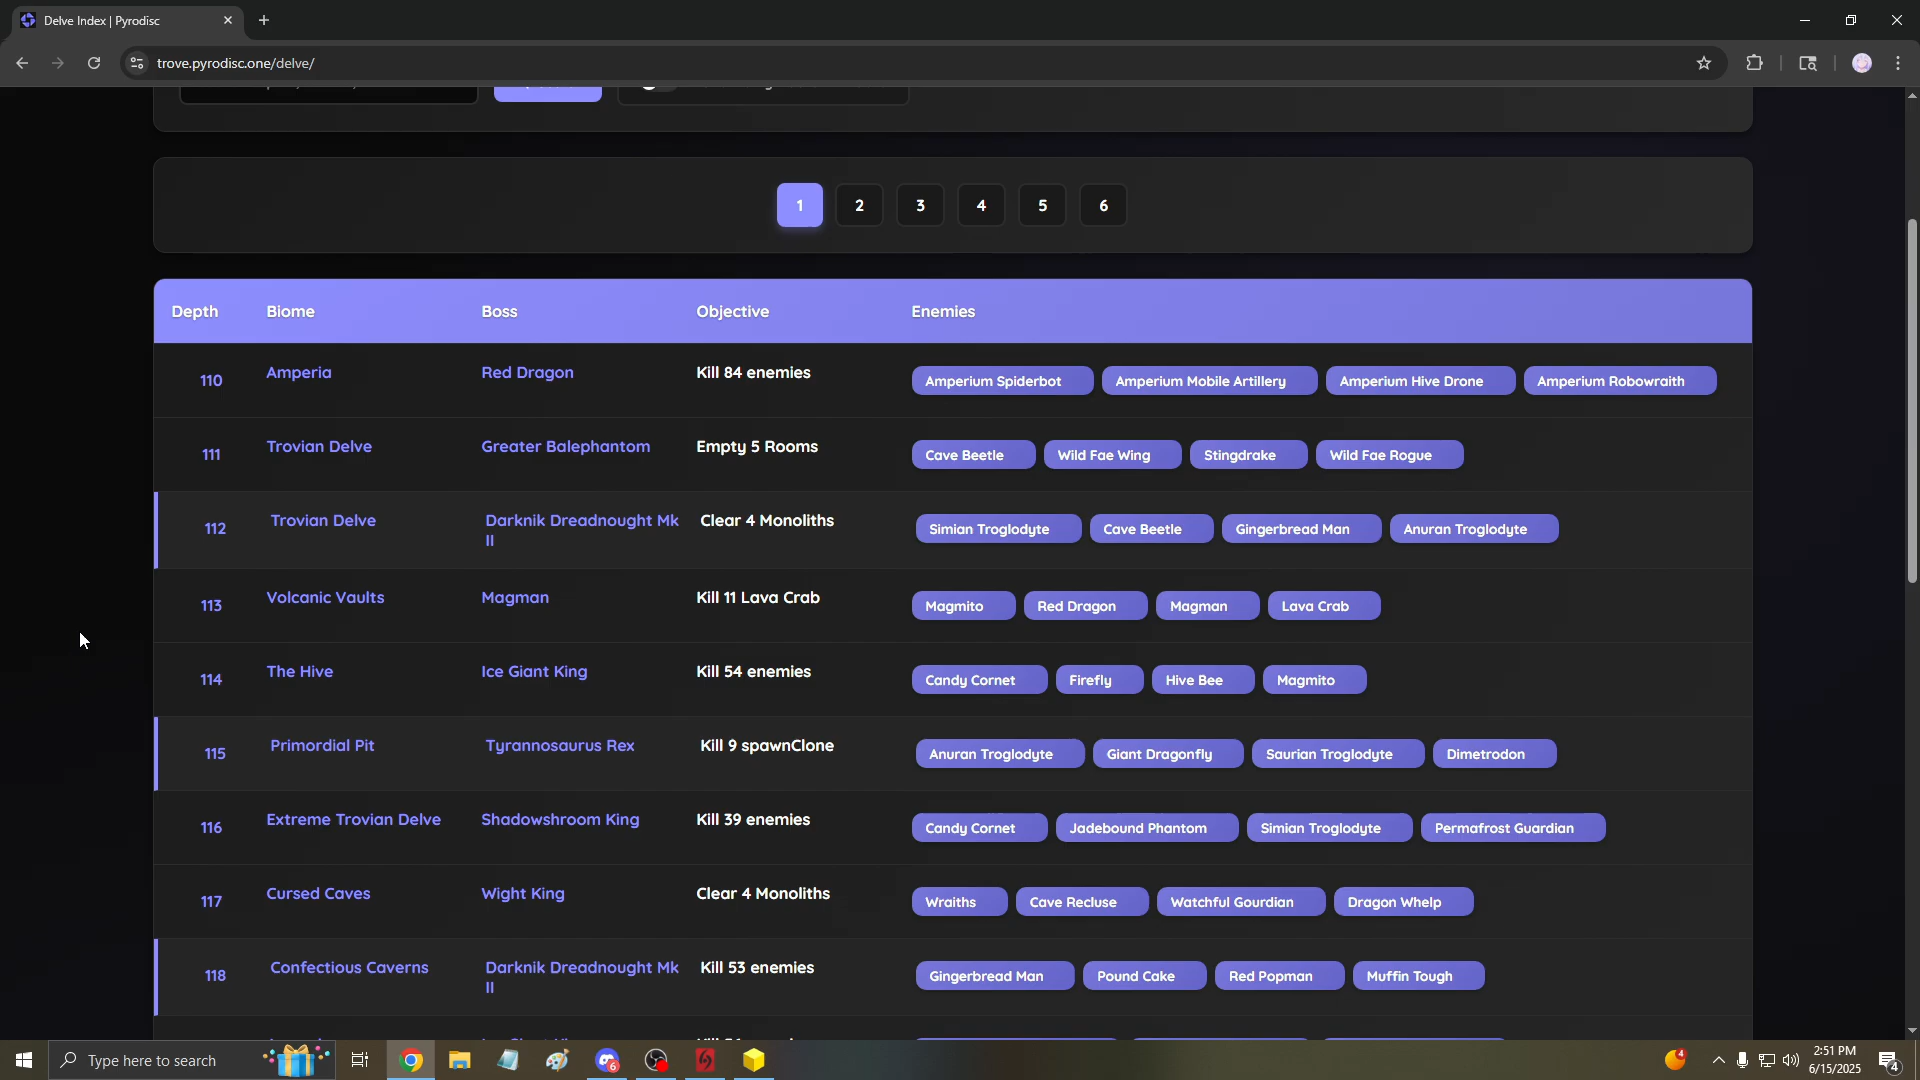 Delve Index | Pyrodisc
trove.pyrodisc.one/delve/
1 2 3 4 5 6
Depth Biome Boss Objective Enemies
110 Amperia Red Dragon Kill 84 enemies Amperium Spiderbot Amperium Mobile Artillery Amperium Hive Drone Amperium Robowraith
111 Trovian Delve Greater Balephantom Empty 5 Rooms Cave Beetle Wild Fae Wing Stingdrake Wild Fae Rogue
112 Trovian Delve Darknik Dreadnought Mk Clear 4 Monoliths Simian Troglodyte Cave Beetle Gingerbread Man Anuran Troglodyte
II
113 Volcanic Vaults Magman Kill 11 Lava Crab Magmito Red Dragon Magman Lava Crab
114 The Hive Ice Giant King Kill 54 enemies Candy Cornet Firefly Hive Bee Magmito
115 Primordial Pit Tyrannosaurus Rex Kill 9 spawnClone Anuran Troglodyte Giant Dragonfly Saurian Troglodyte Dimetrodon
116 Extreme Trovian Delve Shadowshroom King Kill 39 enemies Candy Cornet Jadebound Phantom Simian Troglodyte Permafrost Guardian
117 Cursed Caves Wight King Clear 4 Monoliths Wraiths Cave Recluse Watchful Gourdian Dragon Whelp
118 Confectious Caverns Darknik Dreadnought Mk Kill 53 enemies Gingerbread Man Pound Cake Red Popman Muffin Tough
II
Type here to search
6
4
2:51 PM
6/15/2025
4